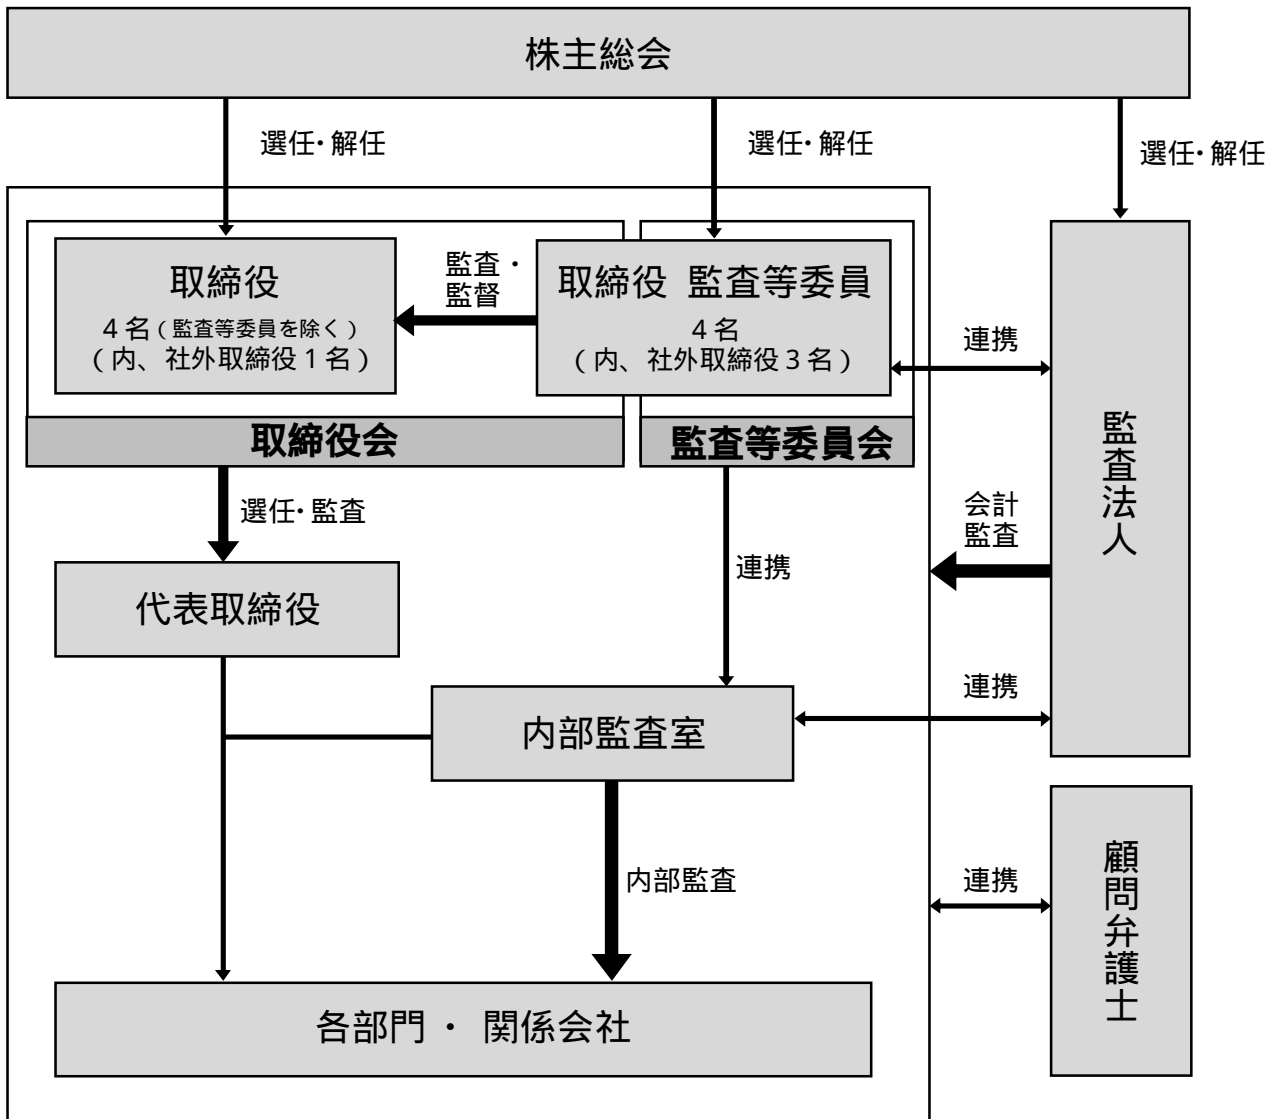 株主総会
選任・解任
選任・解任
選任・解任
取締役
4名(監査等委員を除く)
(内、社外取締役1名)
監査・
監督
取締役 監査等委員
4名
(内、社外取締役3名)
連携
取締役会
監査等委員会
監査法人
選任・監査
会計
監査
連携
代表取締役
連携
内部監査室
内部監査
連携
顧問弁護士
各部門・関係会社